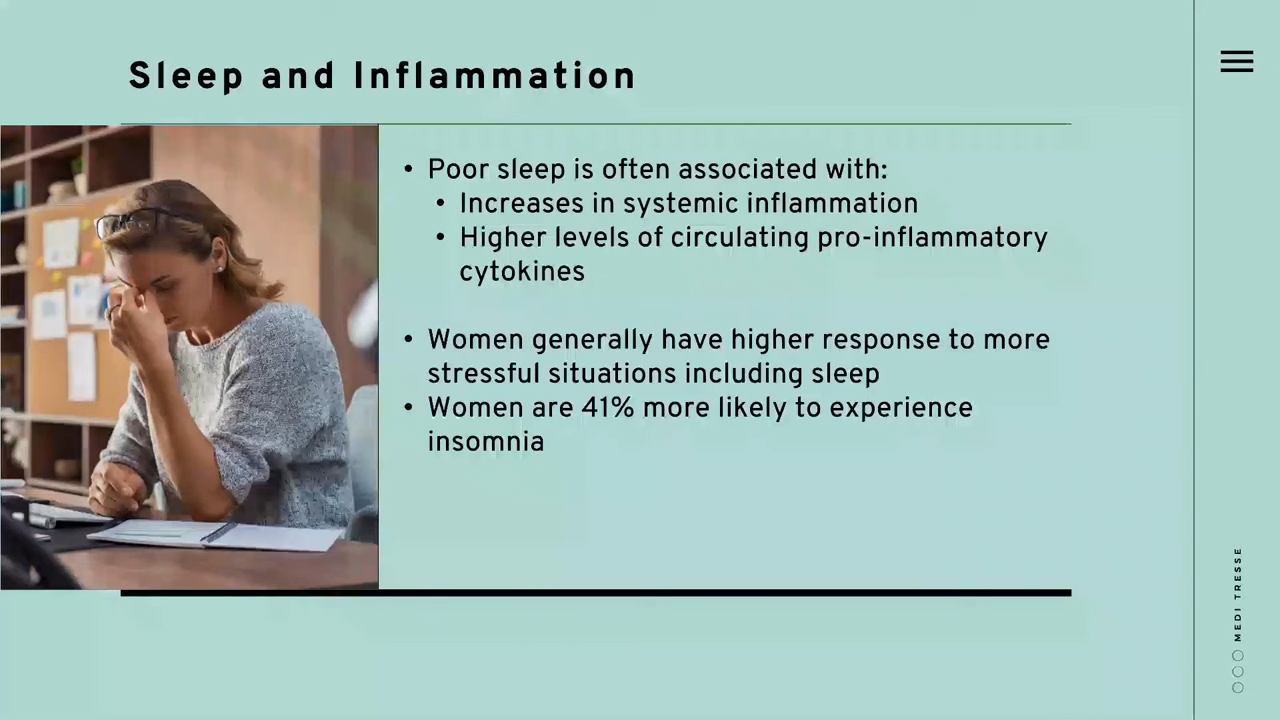 Sleep and Inflammation
• Poor sleep is often associated with:
• Increases in systemic inflammation
• Higher levels of circulating pro-inflammatory
cytokines
• Women generally have higher response to more
stressful situations including sleep
• Women are 41% more likely to experience
insomnia
MEDI TRESSE